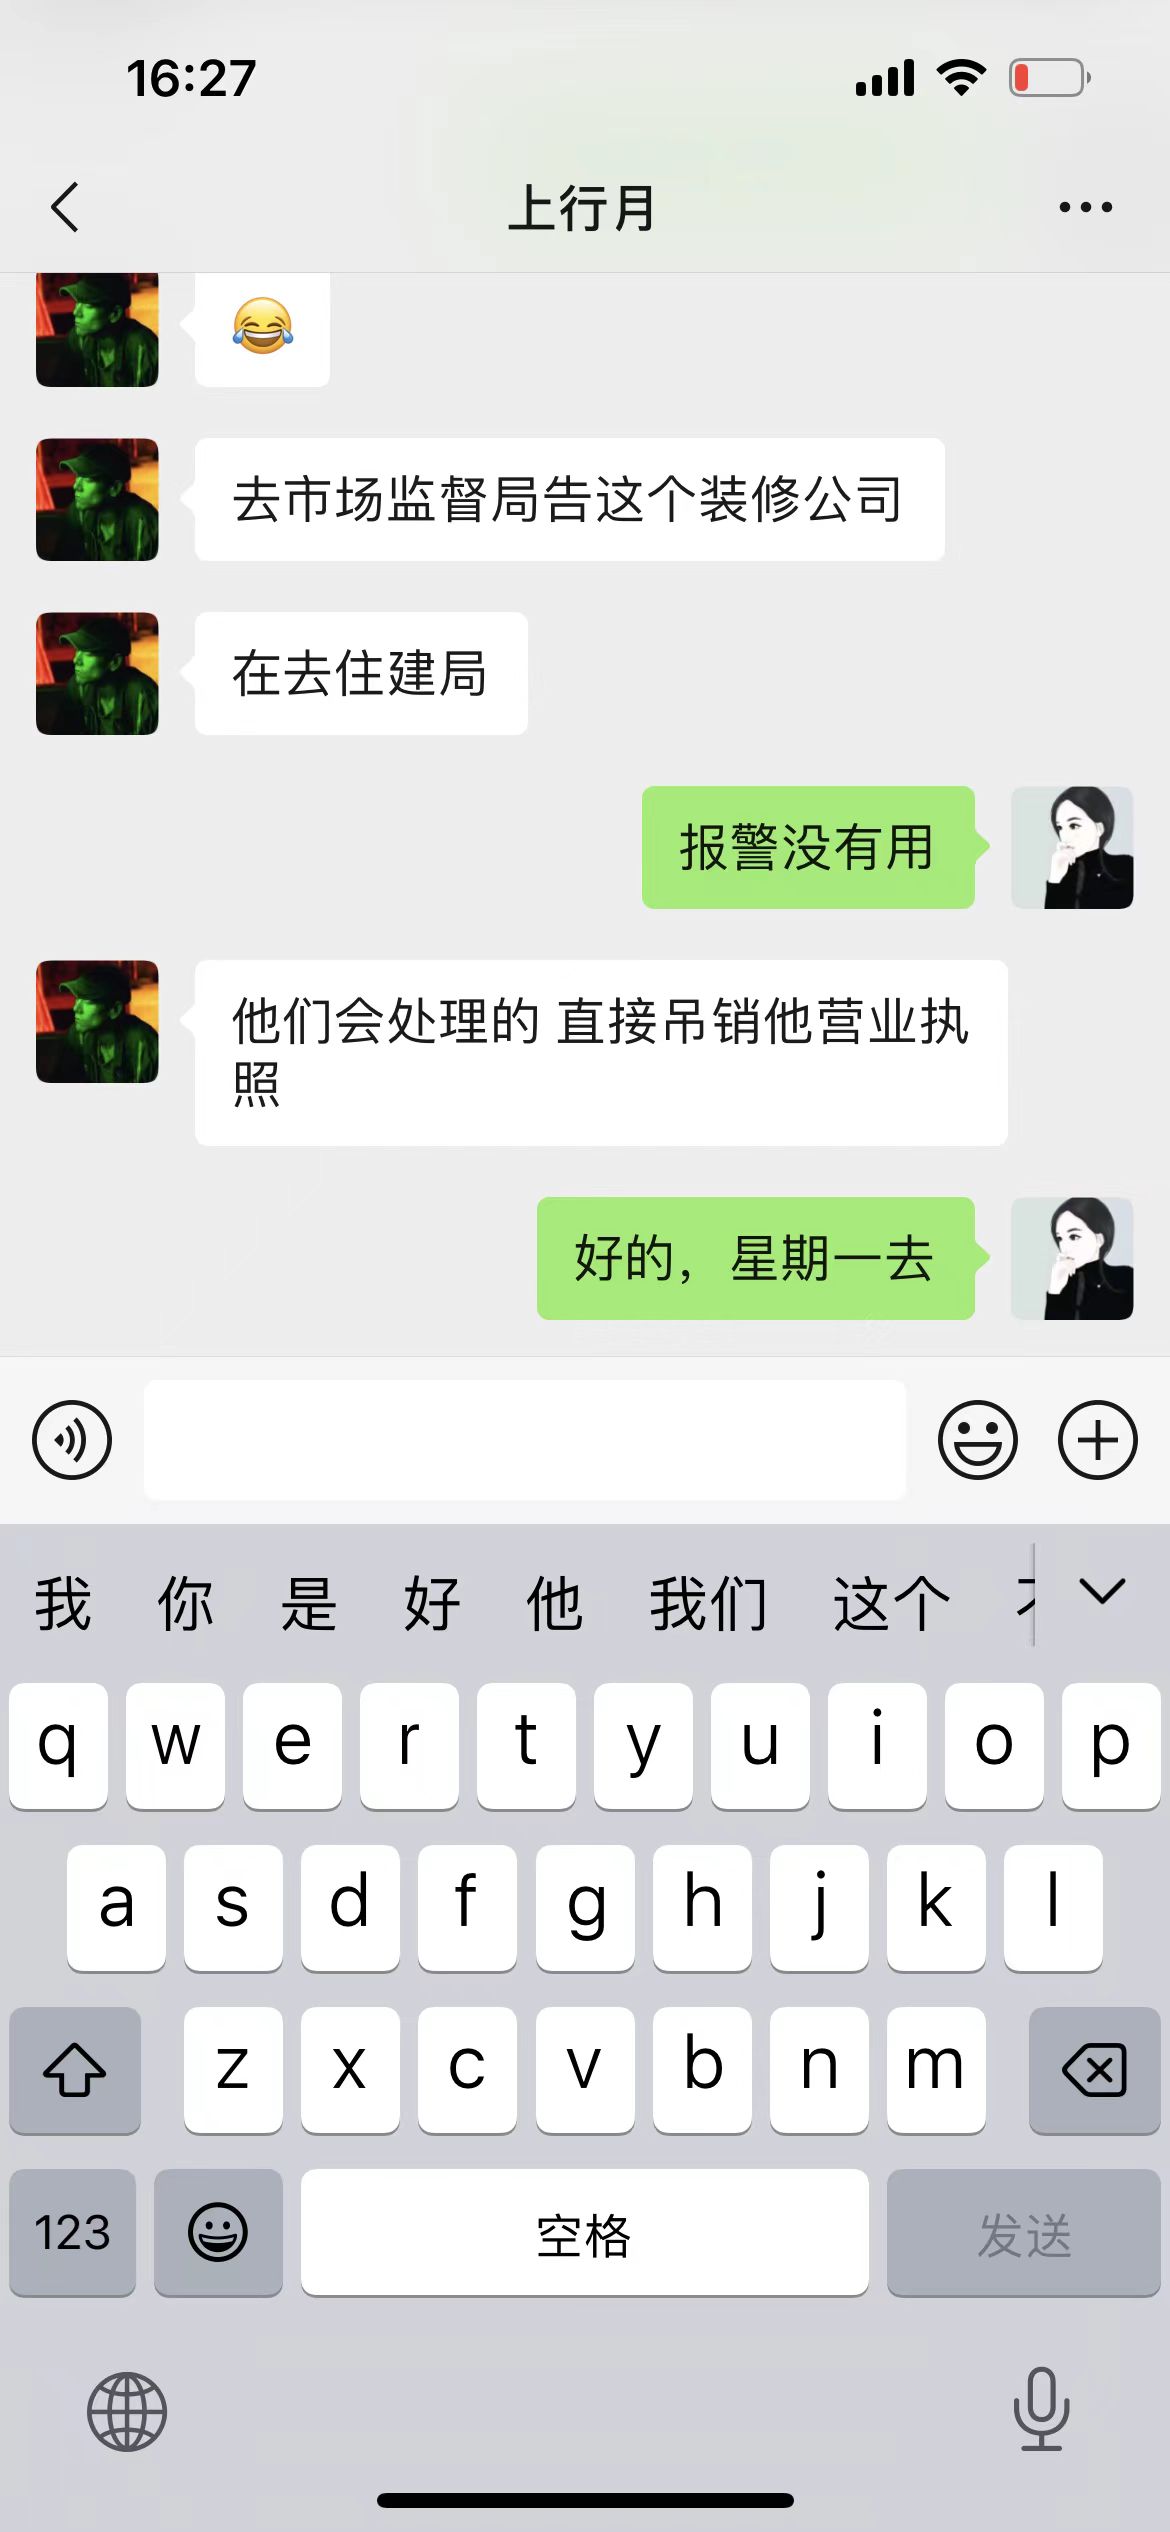 16:27
上行月
😂
去市场监督局告这个装修公司
在去住建局
报警没有用
他们会处理的 直接吊销他营业执
照
好的，星期一去
我 你 是 好 他 我们 这个
q w e r t y u i o p
a s d f g h j k l
z x c v b n m
123 空格 发送